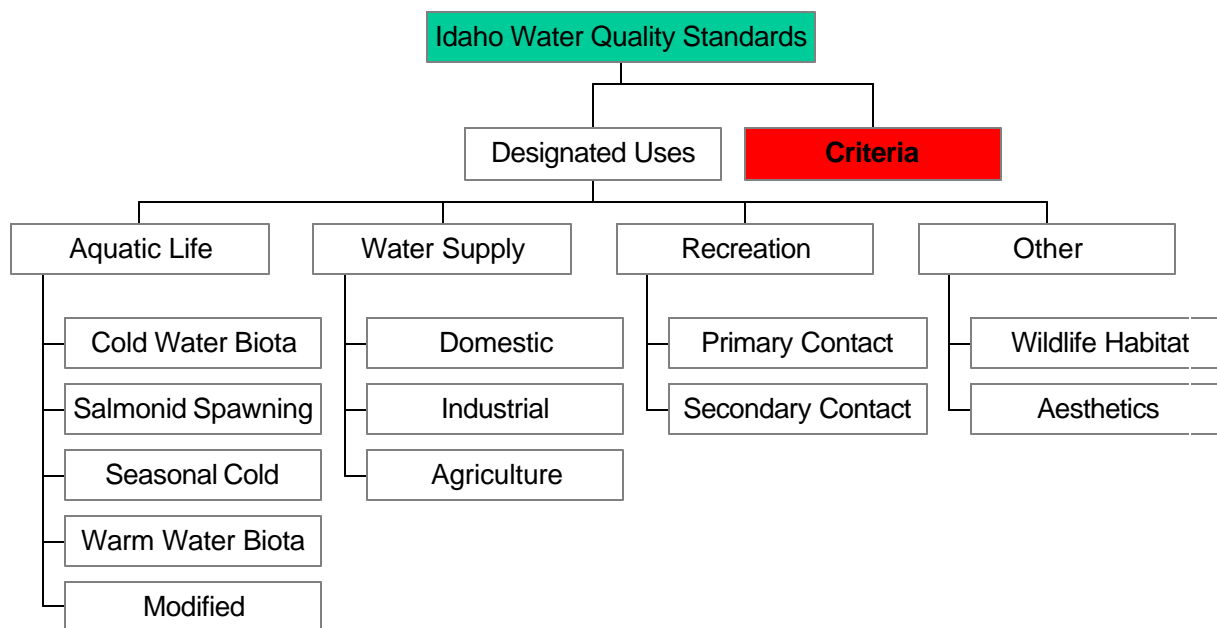 Idaho Water Quality Standards
Designated Uses
Criteria
Aquatic Life
Water Supply
Recreation
Other
Cold Water Biota
Salmonid Spawning
Seasonal Cold
Warm Water Biota
Modified
Domestic
Industrial
Agriculture
Primary Contact
Secondary Contact
Wildlife Habitat
Aesthetics